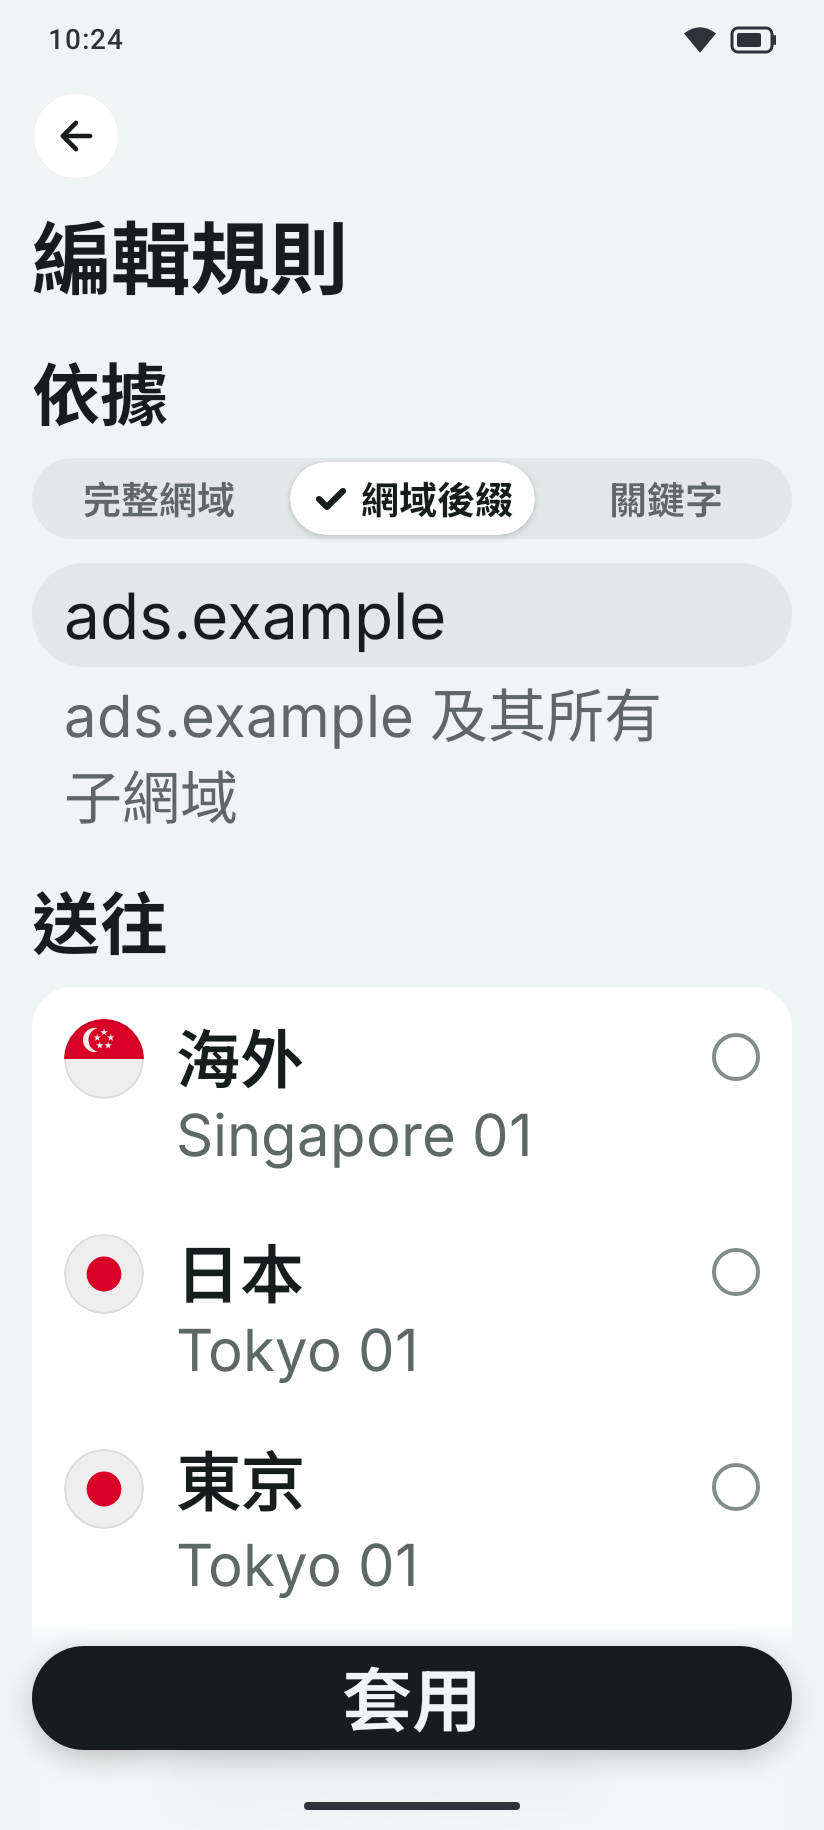 10:24
編輯規則
依據
完整網域
網域後綴
關鍵字
ads.example
ads.example 及其所有
子網域
送往
海外
Singapore 01
日本
Tokyo 01
東京
Tokyo 01
套用